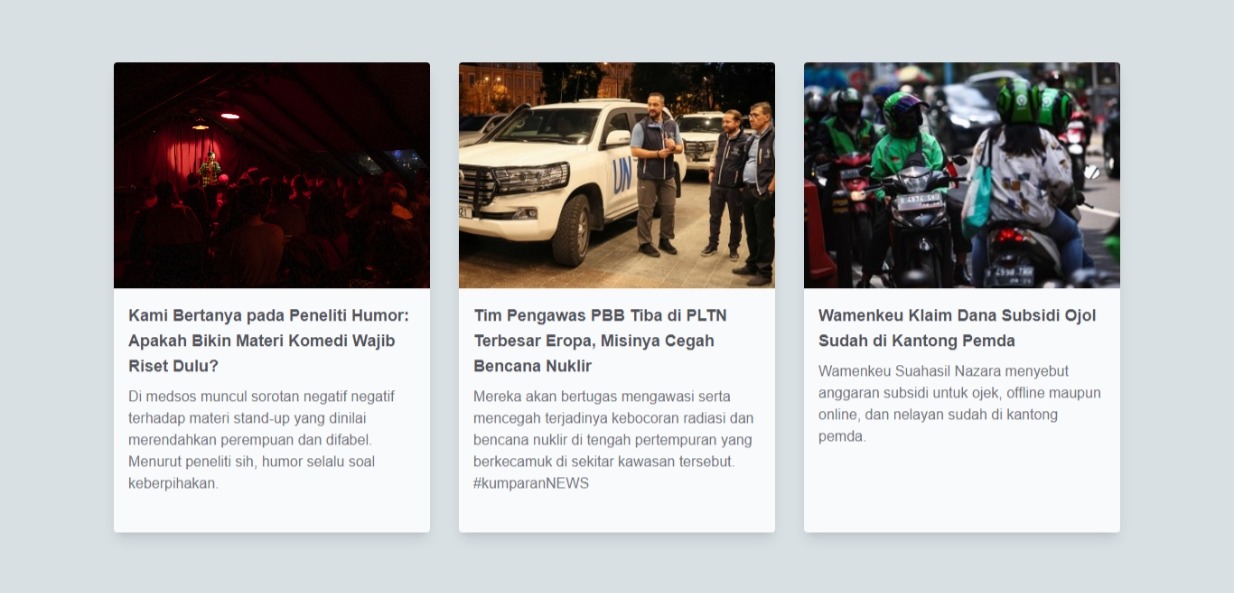 UN
Kami Bertanya pada Peneliti Humor:
Apakah Bikin Materi Komedi Wajib
Riset Dulu?
Di medsos muncul sorotan negatif negatif
terhadap materi stand-up yang dinilai
merendahkan perempuan dan difabel.
Menurut peneliti sih, humor selalu soal
keberpihakan.
Tim Pengawas PBB Tiba di PLTN
Terbesar Eropa, Misinya Cegah
Bencana Nuklir
Mereka akan bertugas mengawasi serta
mencegah terjadinya kebocoran radiasi dan
bencana nuklir di tengah pertempuran yang
berkecamuk di sekitar kawasan tersebut.
#kumparanNEWS
Wamenkeu Klaim Dana Subsidi Ojol
Sudah di Kantong Pemda
Wamenkeu Suahasil Nazara menyebut
anggaran subsidi untuk ojek, offline maupun
online, dan nelayan sudah di kantong
pemda.